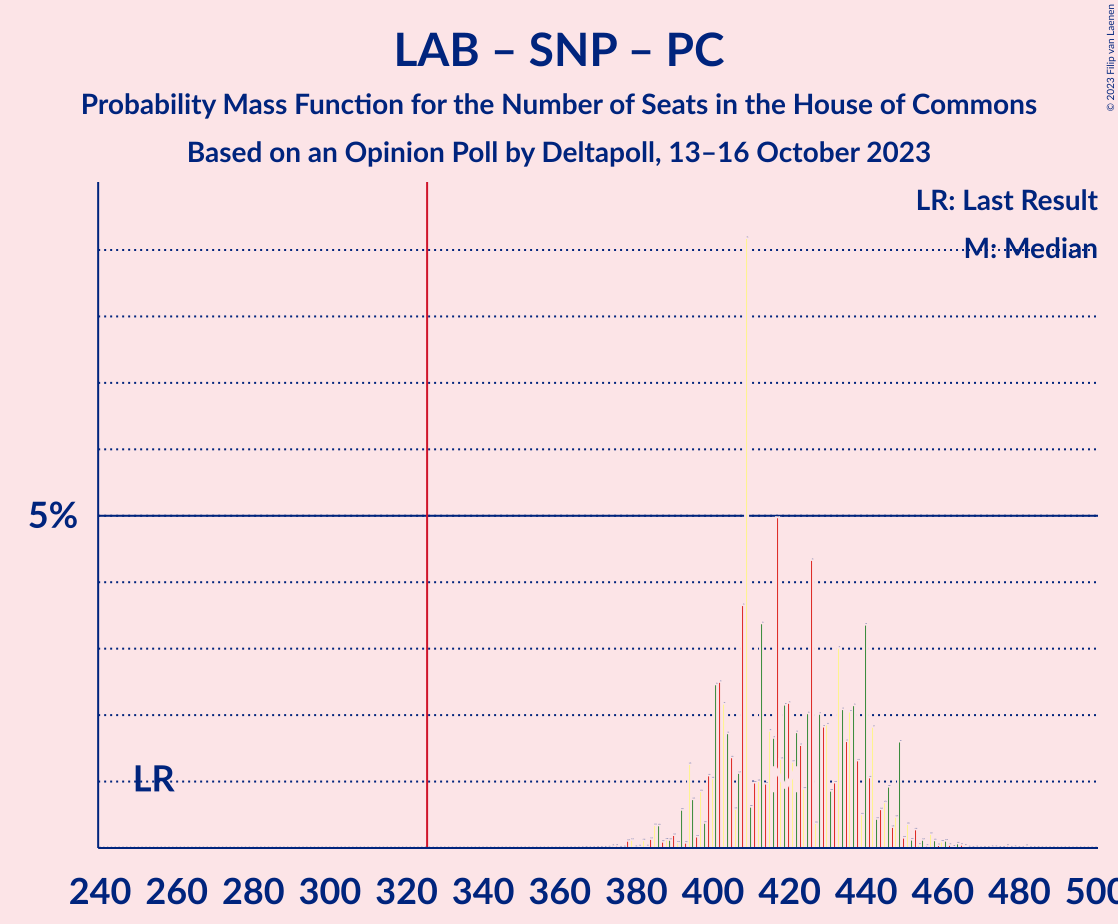 LAB – SNP – PC
Probability Mass Function for the Number of Seats in the House of Commons
Based on an Opinion Poll by Deltapoll, 13–16 October 2023
© 2023 Filip van Laenen
LR: Last Result
M: Median
5%
LR
M
240 260 280 300 320 340 360 380 400 420 440 460 480 500